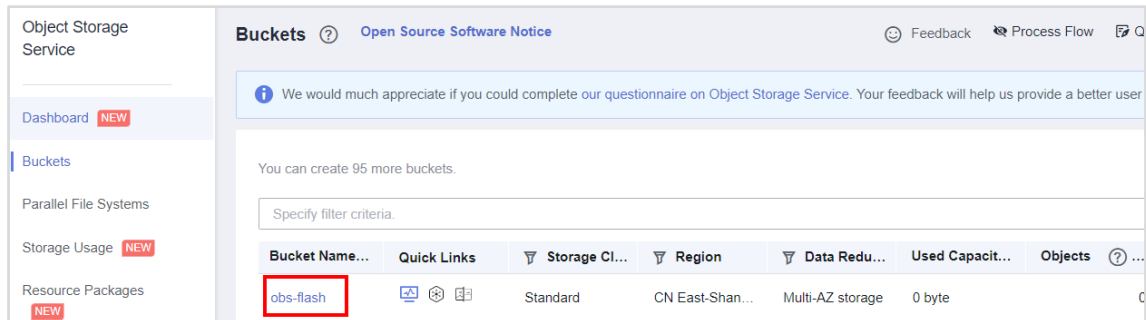 Object Storage
Service
Buckets ? Open Source Software Notice
Feedback Process Flow
We would much appreciate if you could complete our questionnaire on Object Storage Service. Your feedback will help us provide a better user
Dashboard NEW
Buckets
Parallel File Systems
Storage Usage NEW
Resource Packages
NEW
You can create 95 more buckets.
Specify filter criteria.
Bucket Name... Quick Links Storage Cl... Region Data Redu... Used Capacit... Objects ? ...
obs-flash Standard CN East-Shan... Multi-AZ storage 0 byte